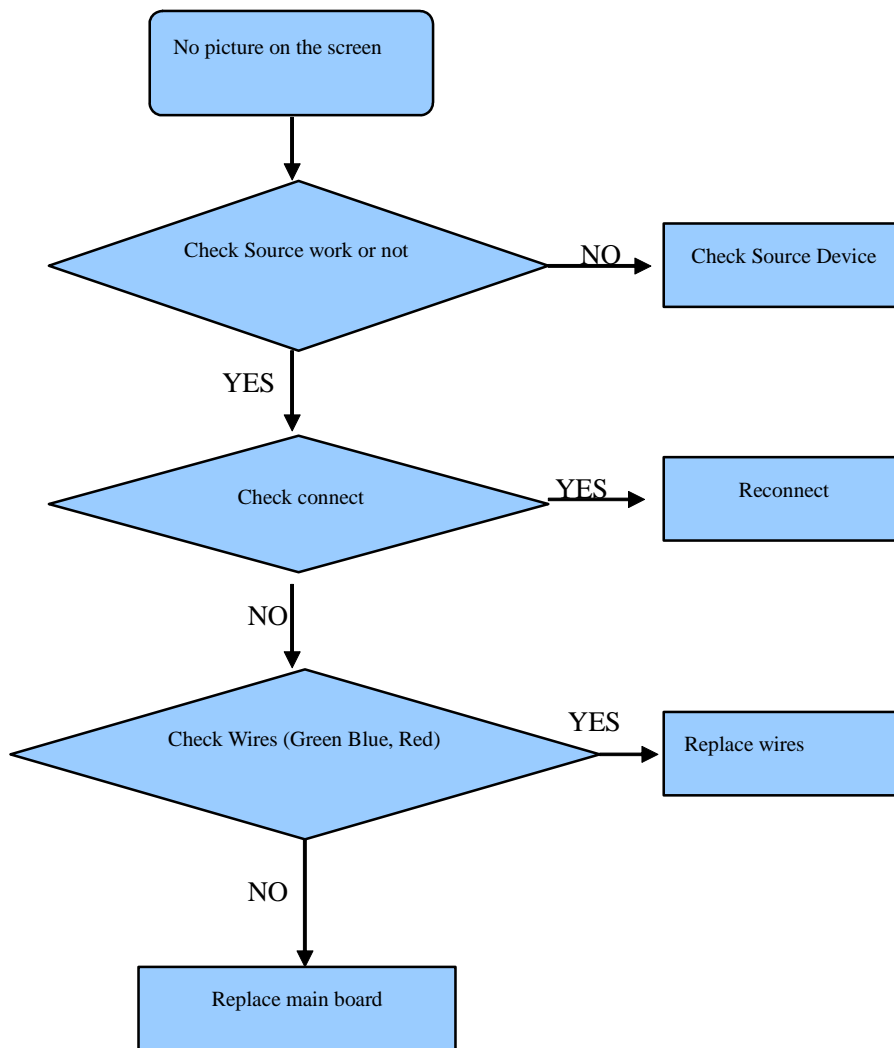 No picture on the screen
Check Source work or not
NO
Check Source Device
YES
Check connect
YES
Reconnect
NO
Check Wires (Green Blue, Red)
YES
Replace wires
NO
Replace main board